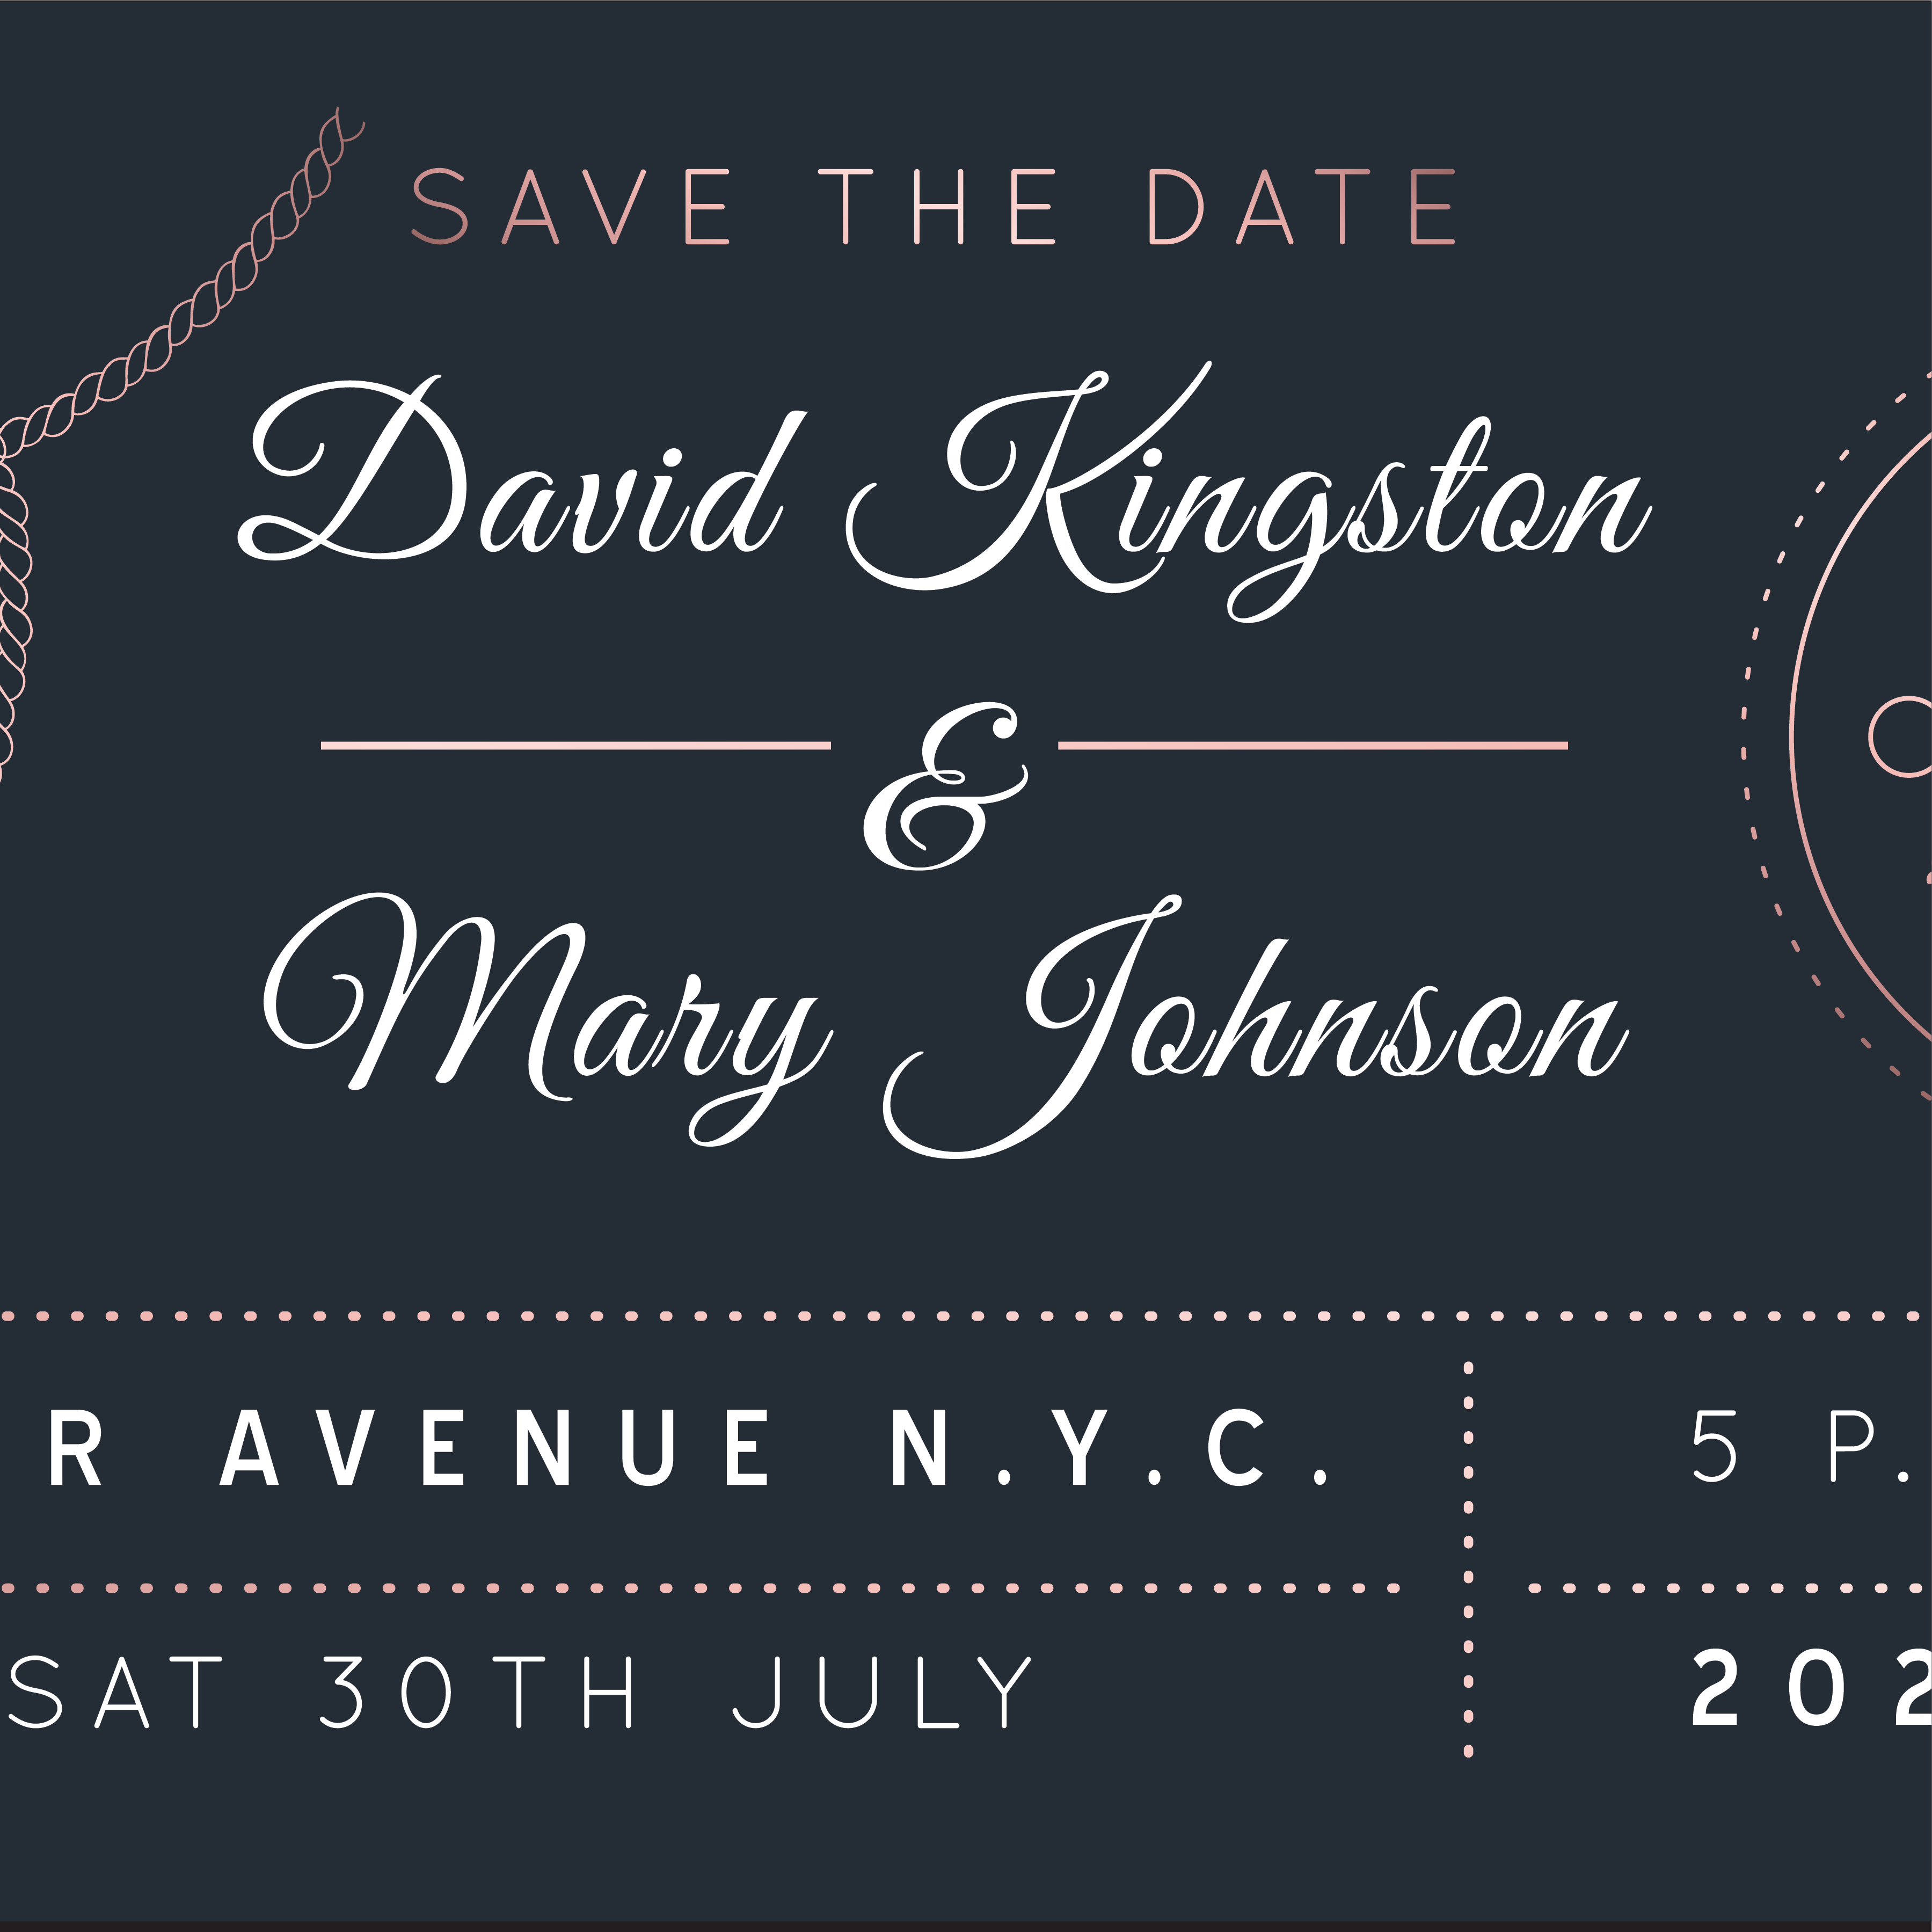 SAVE THE DATE
David Kingston
&
Mary Johnson
R AVENUE N.Y.C.
5 P.
SAT 30TH JULY
202